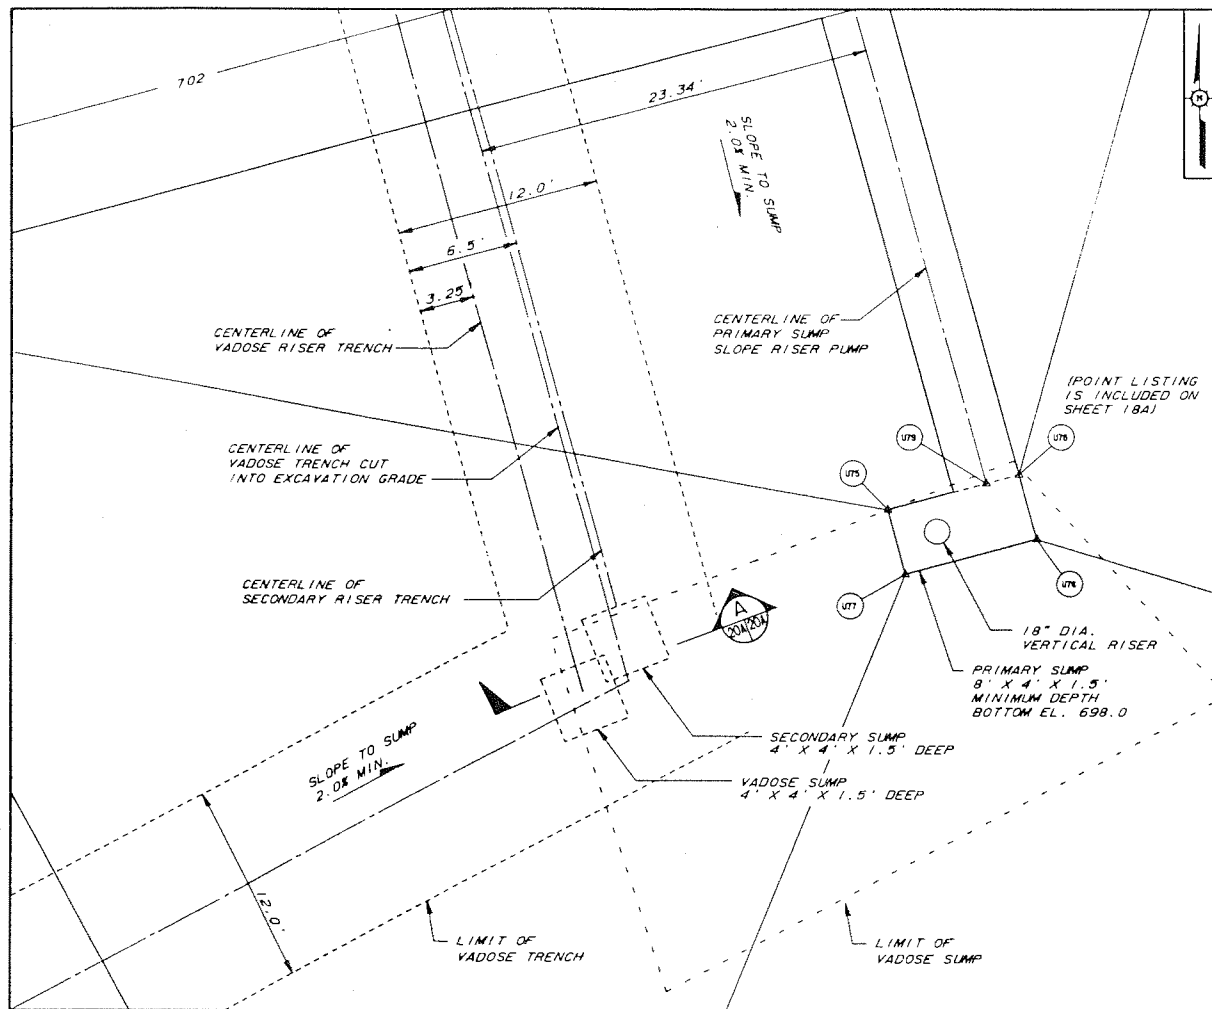 702
23.34'
SLOPE TO SUMP
2.0% MIN.
12.0'
6.5'
3.25'
CENTERLINE OF
VADOSE RISER TRENCH
CENTERLINE OF
PRIMARY SUMP
SLOPE RISER PUMP
(POINT LISTING
IS INCLUDED ON
SHEET 18A)
CENTERLINE OF
VADOSE TRENCH CUT
INTO EXCAVATION GRADE
U79
U76
U75
CENTERLINE OF
SECONDARY RISER TRENCH
A
20A 20A
U77
U78
18" DIA.
VERTICAL RISER
PRIMARY SUMP
8' X 4' X 1.5'
MINIMUM DEPTH
BOTTOM EL. 698.0
SECONDARY SUMP
4' X 4' X 1.5' DEEP
VADOSE SUMP
4' X 4' X 1.5' DEEP
SLOPE TO SUMP
2.0% MIN.
12.0'
LIMIT OF
VADOSE TRENCH
LIMIT OF
VADOSE SUMP